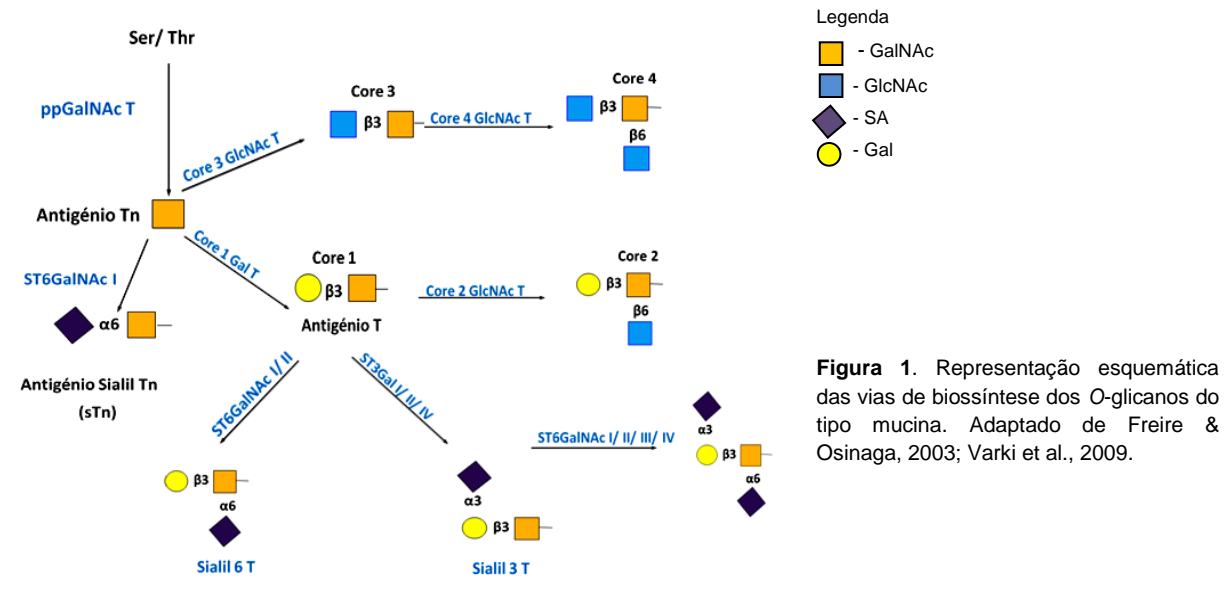 Ser/ Thr
ppGalNAc T
Core 3 GlcNAc T
Core 3
β3
Core 4 GlcNAc T
Core 4
β3
β6
Antigénio Tn
ST6GalNAc I
α6
Antigénio Sialil Tn
(sTn)
Core 1 Gal T
Core 1
β3
Antigénio T
Core 2 GlcNAc T
Core 2
β3
β6
ST6GalNAc I/ II
β3
α6
Sialil 6 T
ST3Gal I/ II/ IV
α3
β3
Sialil 3 T
ST6GalNAc I/ II/ III/ IV
α3
β3
α6
Legenda
- GalNAc
- GlcNAc
- SA
- Gal
Figura 1. Representação esquemática
das vias de biossíntese dos O-glicanos do
tipo mucina. Adaptado de Freire &
Osinaga, 2003; Varki et al., 2009.